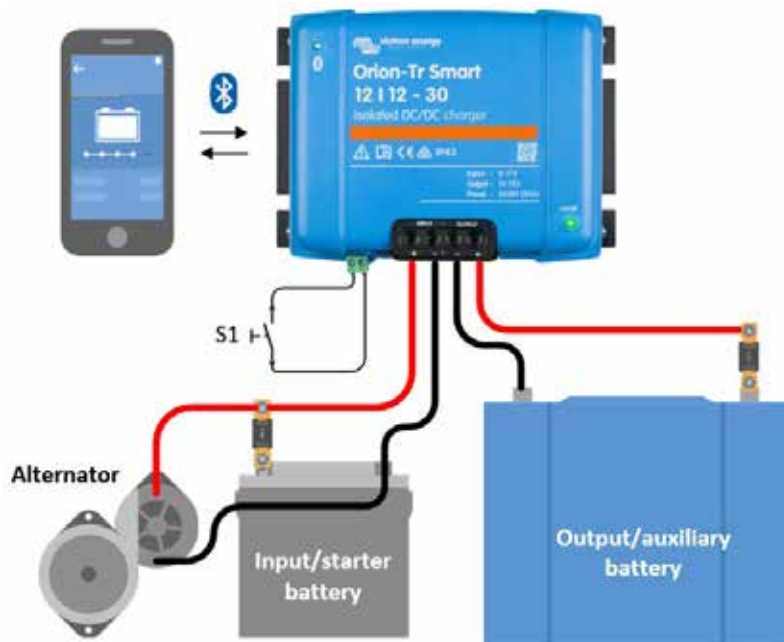 victron energy
Orion-Tr Smart
12 | 12 - 30
Isolated DC/DC charger
S1
Alternator
Input/starter
battery
Output/auxiliary
battery